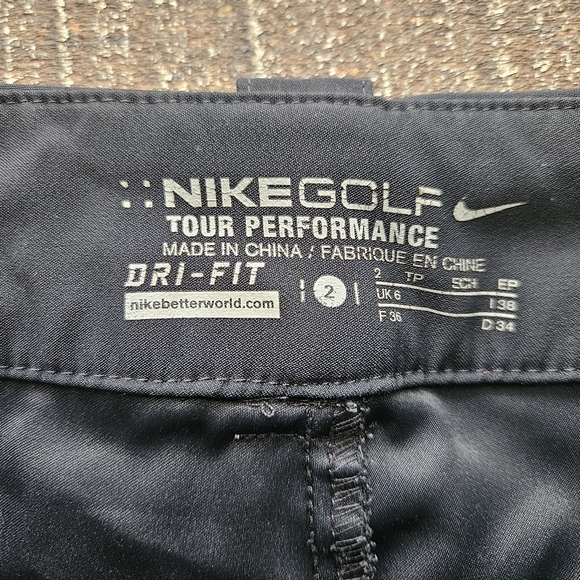 NIKEGOLF
TOUR PERFORMANCE
MADE IN CHINA / FABRIQUE EN CHINE
DRI-FIT
nikebetterworld.com
2
2 TP ECH EP
UK 6 I 38
F 36 D 34